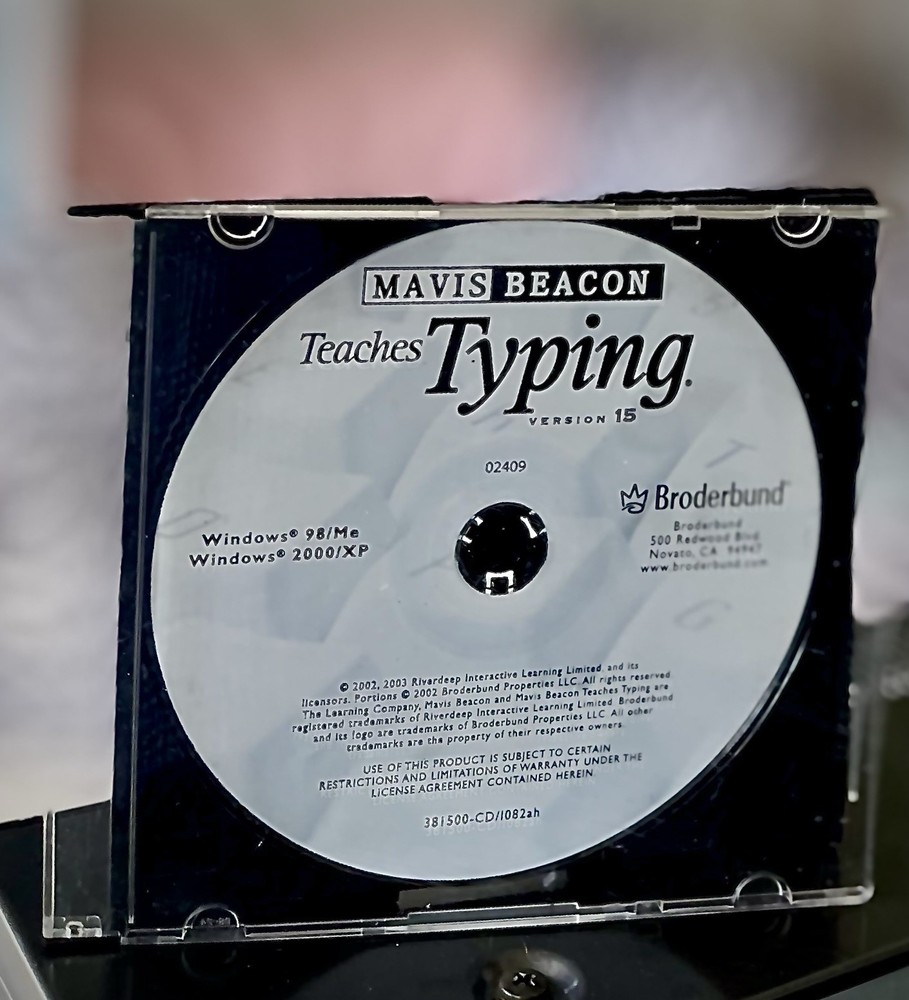 MAVIS BEACON
Teaches Typing.
VERSION 15
02409
Broderbund
Windows® 98/Me
Windows® 2000/XP
Broderbund
500 Redwood Blvd.
Novato, CA
www.broderbund.com
© 2002, 2003 Riverdeep Interactive Learning Limited, and its
licensors. Portions © 2002 Broderbund Properties LLC. All rights reserved.
The Learning Company, Mavis Beacon and Mavis Beacon Teaches Typing are
registered trademarks of Riverdeep Interactive Learning Limited. Broderbund
and its logo are trademarks of Broderbund Properties LLC. All other
trademarks are the property of their respective owners.
USE OF THIS PRODUCT IS SUBJECT TO CERTAIN
RESTRICTIONS AND LIMITATIONS OF WARRANTY UNDER THE
LICENSE AGREEMENT CONTAINED HEREIN
381500-CD/1082ah